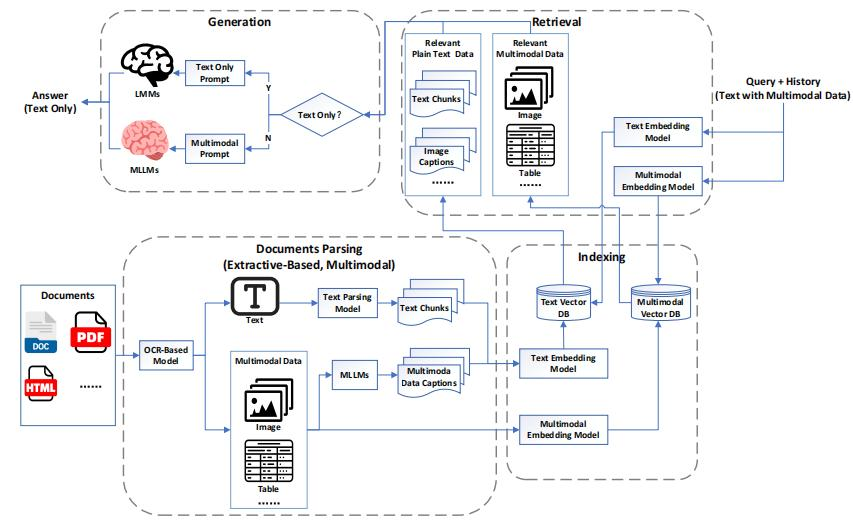 Generation
LMMs
Text Only
Prompt
Y
Answer
(Text Only)
Text Only ?
N
Multimodal
Prompt
MLLMs
Retrieval
Relevant
Plain Text Data
Text Chunks
Image
Captions
......
Relevant
Multimodal Data
Image
Table
......
Query + History
(Text with Multimodal Data)
Text Embedding
Model
Multimodal
Embedding Model
Documents
DOC
PDF
HTML
......
Documents Parsing
(Extractive-Based, Multimodal)
OCR-Based
Model
T
Text
Text Parsing
Model
Text Chunks
Multimodal Data
Image
Table
......
MLLMs
Multimoda
Data Captions
Indexing
Text Vector
DB
Multimodal
Vector DB
Text Embedding
Model
Multimodal
Embedding Model